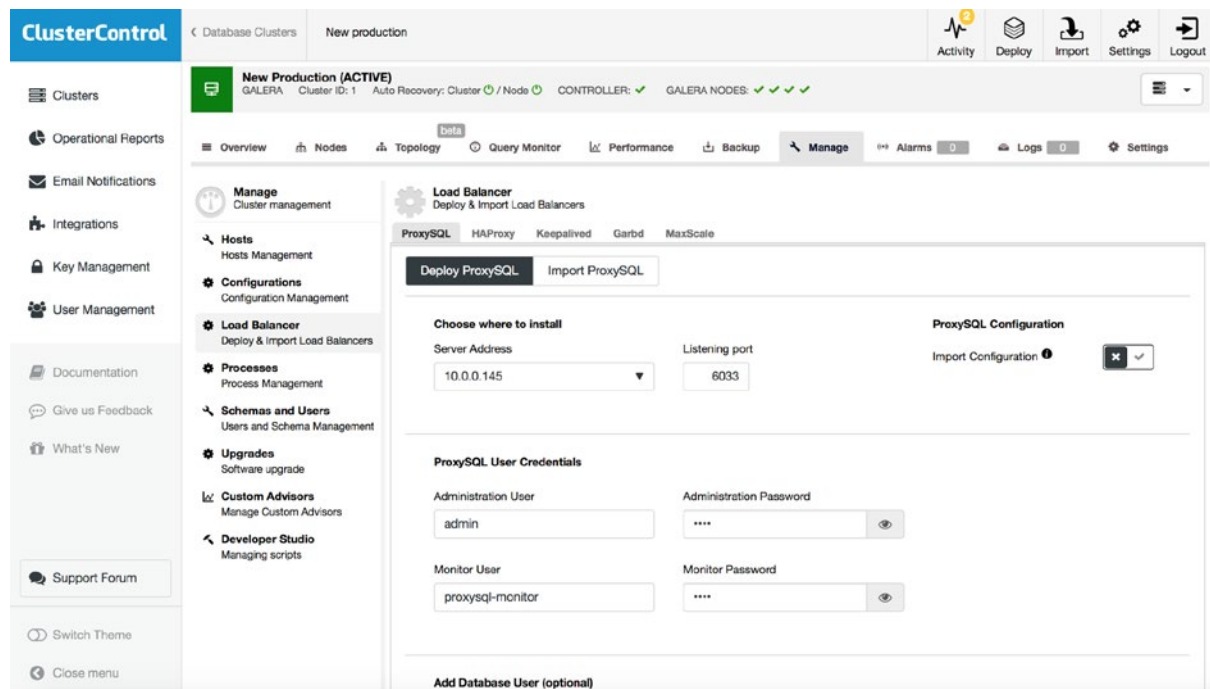 ClusterControl
Database Clusters New production
2
Activity Deploy Import Settings Logout
Clusters
Operational Reports
Email Notifications
Integrations
Key Management
User Management
Documentation
Give us Feedback
What's New
Support Forum
Switch Theme
Close menu
New Production (ACTIVE)
GALERA Cluster ID: 1 Auto Recovery: Cluster / Node CONTROLLER: ✔ GALERA NODES: ✔ ✔ ✔ ✔
beta
Overview Nodes Topology Query Monitor Performance Backup Manage Alarms 0 Logs 0 Settings
Manage
Cluster management
Hosts
Hosts Management
Configurations
Configuration Management
Load Balancer
Deploy & Import Load Balancers
Processes
Process Management
Schemas and Users
Users and Schema Management
Upgrades
Software upgrade
Custom Advisors
Manage Custom Advisors
Developer Studio
Managing scripts
Load Balancer
Deploy & Import Load Balancers
ProxySQL HAProxy Keepalived Garbd MaxScale
Deploy ProxySQL Import ProxySQL
Choose where to install
Server Address Listening port
10.0.0.145 6033
ProxySQL Configuration
Import Configuration
ProxySQL User Credentials
Administration User Administration Password
admin ••••
Monitor User Monitor Password
proxysql-monitor ••••
Add Database User (optional)